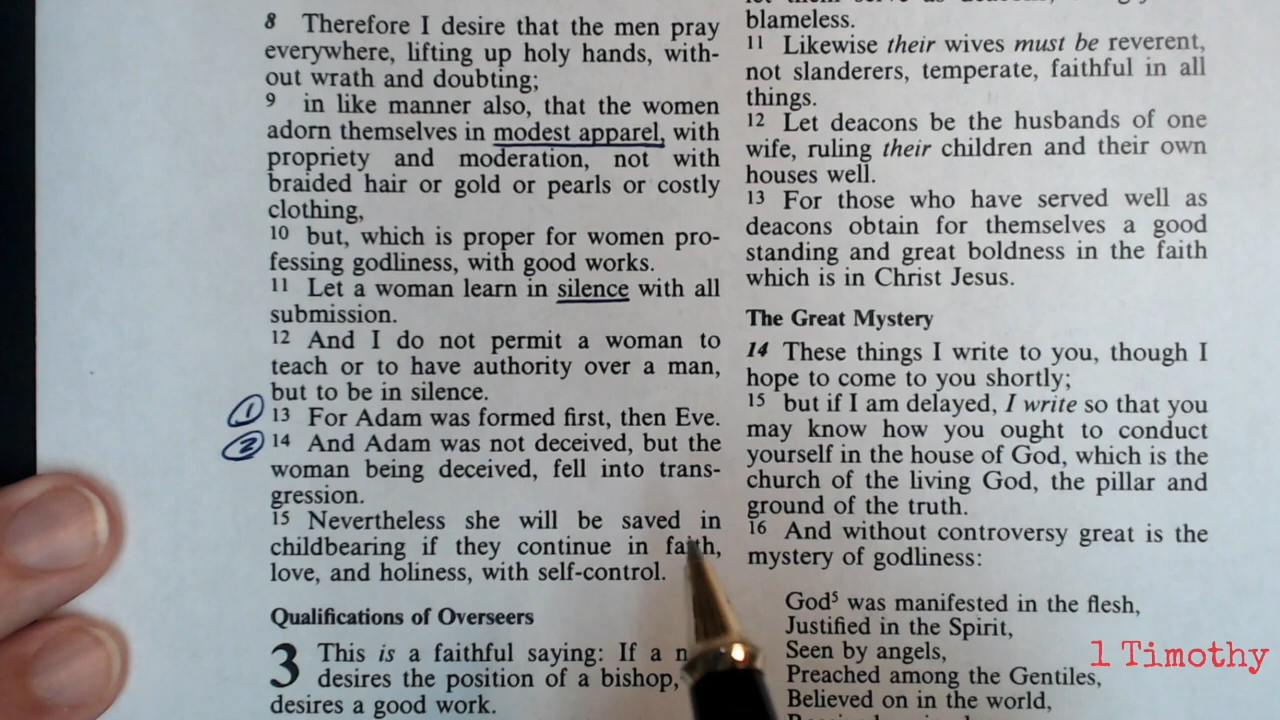 8 Therefore I desire that the men pray
everywhere, lifting up holy hands, with-
out wrath and doubting;
9 in like manner also, that the women
adorn themselves in modest apparel, with
propriety and moderation, not with
braided hair or gold or pearls or costly
clothing,
10 but, which is proper for women pro-
fessing godliness, with good works.
11 Let a woman learn in silence with all
submission.
12 And I do not permit a woman to
teach or to have authority over a man,
but to be in silence.
1 13 For Adam was formed first, then Eve.
2 14 And Adam was not deceived, but the
woman being deceived, fell into trans-
gression.
15 Nevertheless she will be saved in
childbearing if they continue in faith,
love, and holiness, with self-control.
Qualifications of Overseers
3 This is a faithful saying: If a
desires the position of a bishop,
desires a good work.
blameless.
11 Likewise their wives must be reverent,
not slanderers, temperate, faithful in all
things.
12 Let deacons be the husbands of one
wife, ruling their children and their own
houses well.
13 For those who have served well as
deacons obtain for themselves a good
standing and great boldness in the faith
which is in Christ Jesus.
The Great Mystery
14 These things I write to you, though I
hope to come to you shortly;
15 but if I am delayed, I write so that you
may know how you ought to conduct
yourself in the house of God, which is the
church of the living God, the pillar and
ground of the truth.
16 And without controversy great is the
mystery of godliness:
God5 was manifested in the flesh,
Justified in the Spirit,
Seen by angels,
Preached among the Gentiles,
Believed on in the world,
1 Timothy